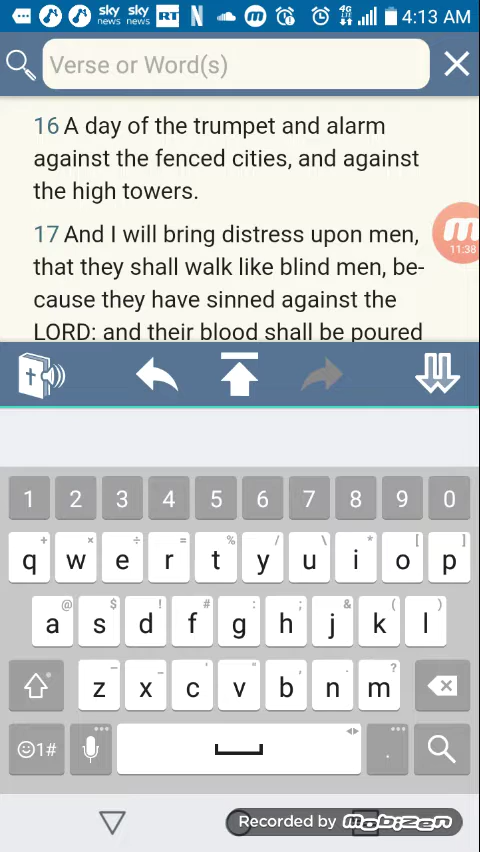 sky news
sky news
RT
N
4G
LTE
4:13 AM
Verse or Word(s)
16 A day of the trumpet and alarm
against the fenced cities, and against
the high towers.
17 And I will bring distress upon men,
that they shall walk like blind men, be-
cause they have sinned against the
LORD: and their blood shall be poured
11:38
1 2 3 4 5 6 7 8 9 0
+ × ÷ = % / \ * [ ]
q w e r t y u i o p
@ $ ! # : ; & ( )
a s d f g h j k l
– _ ' " , . ?
z x c v b n m
☺1# .
Recorded by mobizen